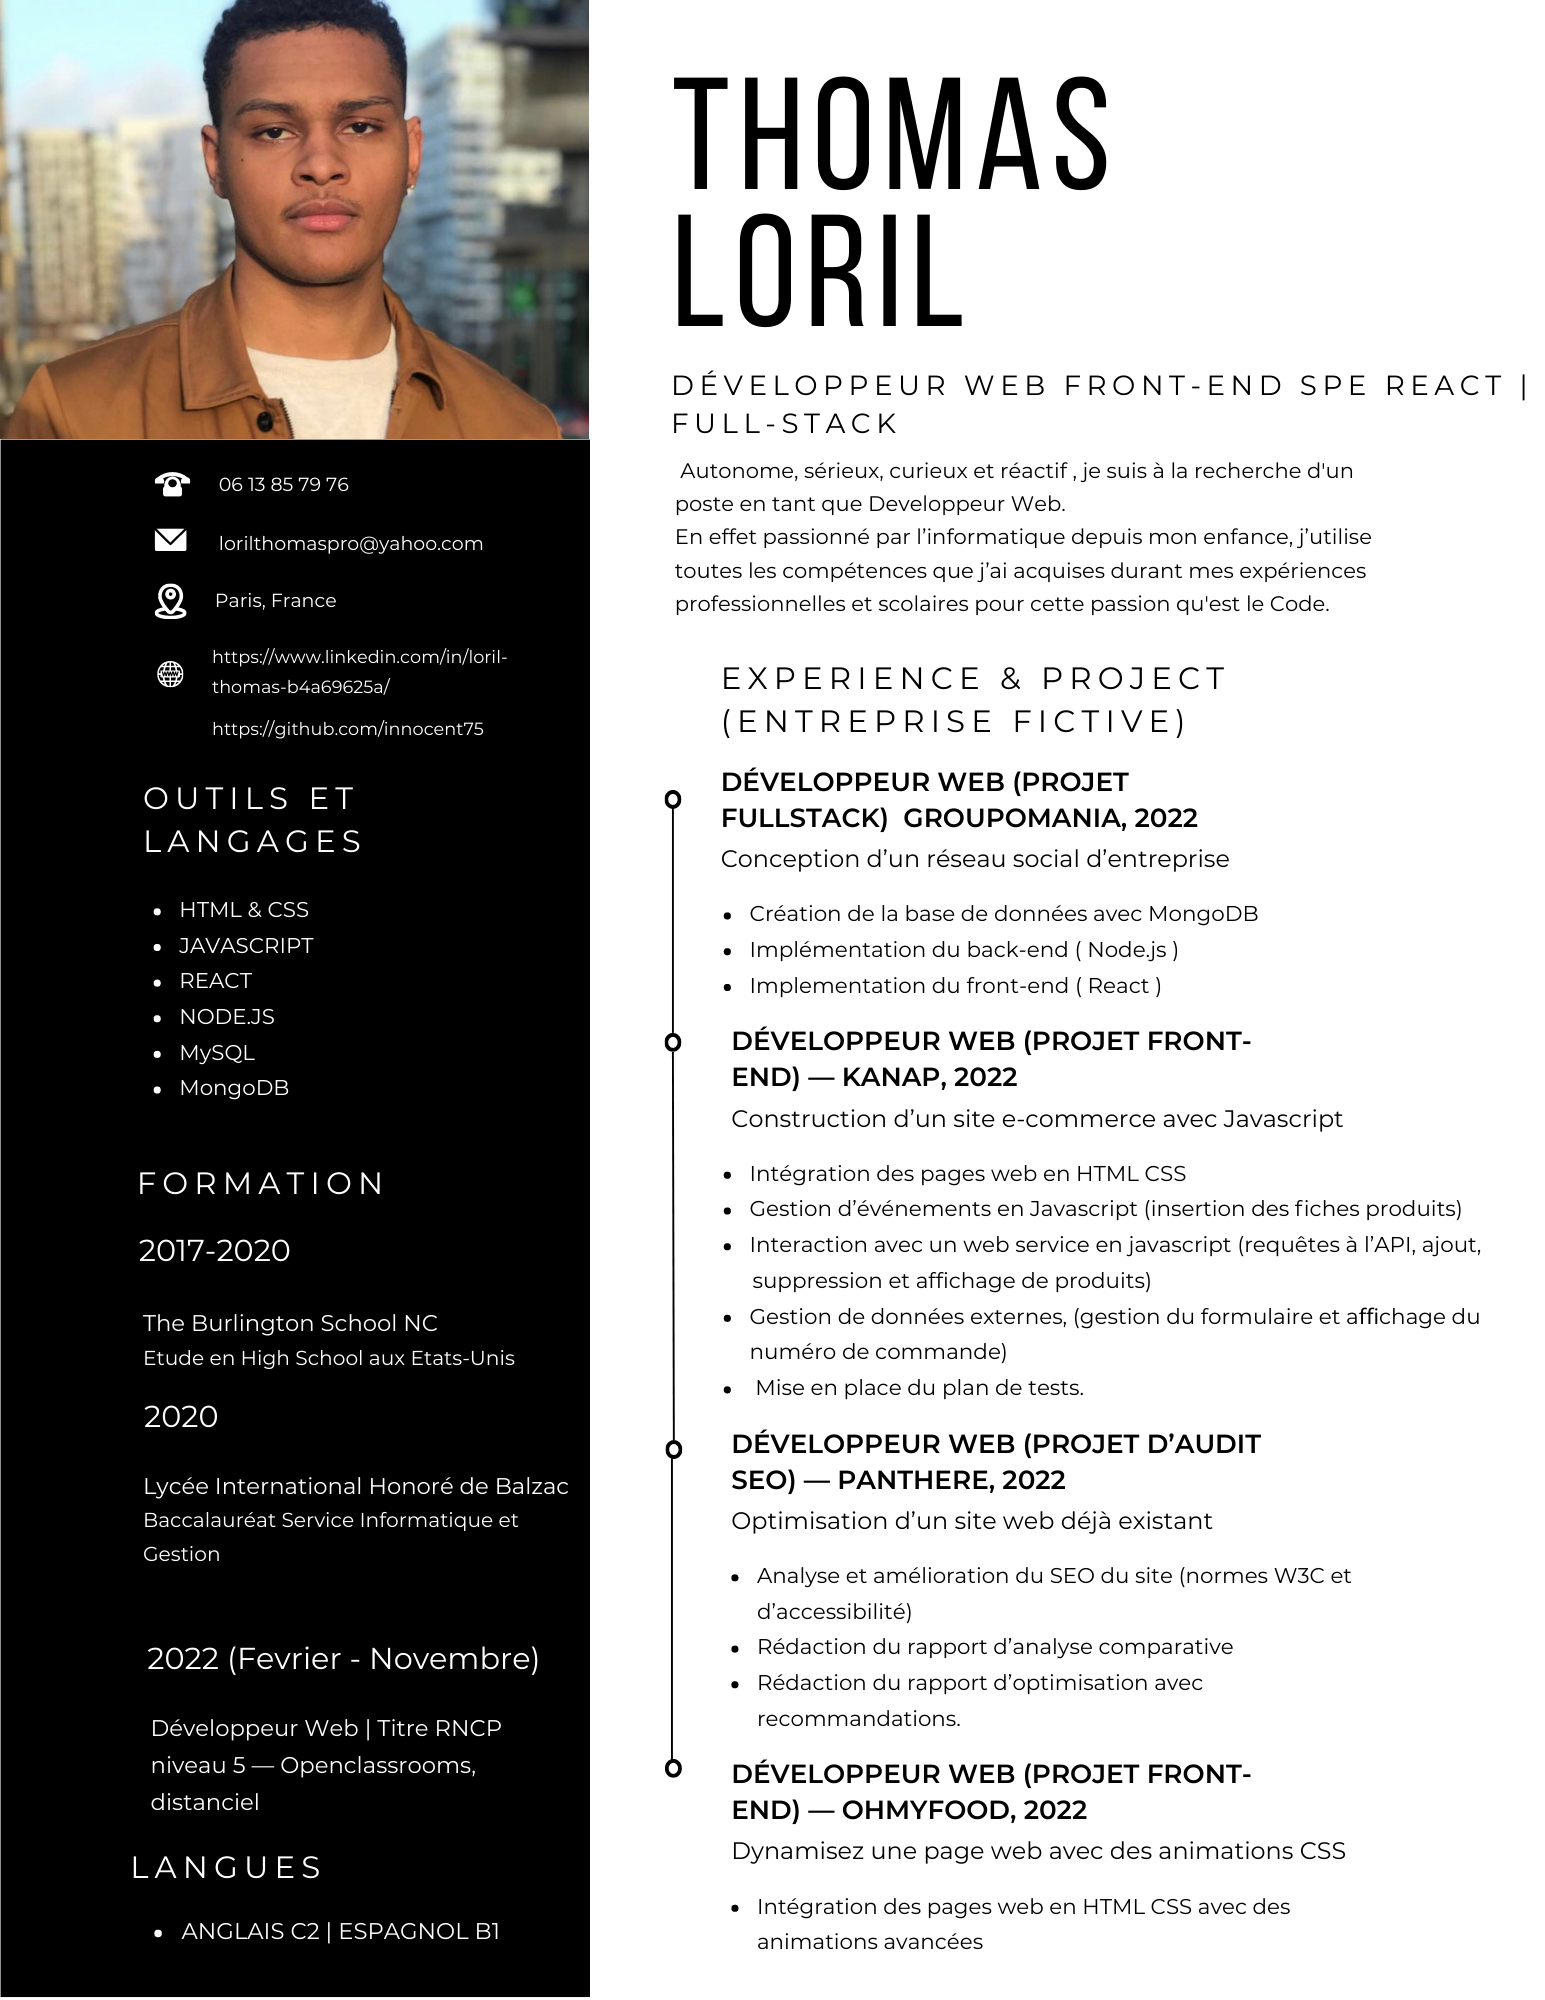 THOMAS
LORIL
DÉVELOPPEUR WEB FRONT-END SPE REACT |
FULL-STACK
Autonome, sérieux, curieux et réactif , je suis à la recherche d'un
poste en tant que Developpeur Web.
En effet passionné par l’informatique depuis mon enfance, j’utilise
toutes les compétences que j’ai acquises durant mes expériences
professionnelles et scolaires pour cette passion qu'est le Code.
06 13 85 79 76
lorilthomaspro@yahoo.com
Paris, France
https://www.linkedin.com/in/loril-
thomas-b4a69625a/
https://github.com/innocent75
OUTILS ET
LANGAGES
• HTML & CSS
• JAVASCRIPT
• REACT
• NODE.JS
• MySQL
• MongoDB
FORMATION
2017-2020
The Burlington School NC
Etude en High School aux Etats-Unis
2020
Lycée International Honoré de Balzac
Baccalauréat Service Informatique et
Gestion
2022 (Fevrier - Novembre)
Développeur Web | Titre RNCP
niveau 5 — Openclassrooms,
distanciel
LANGUES
• ANGLAIS C2 | ESPAGNOL B1
EXPERIENCE & PROJECT
(ENTREPRISE FICTIVE)
DÉVELOPPEUR WEB (PROJET
FULLSTACK) GROUPOMANIA, 2022
Conception d’un réseau social d’entreprise
• Création de la base de données avec MongoDB
• Implémentation du back-end ( Node.js )
• Implementation du front-end ( React )
DÉVELOPPEUR WEB (PROJET FRONT-
END) — KANAP, 2022
Construction d’un site e-commerce avec Javascript
• Intégration des pages web en HTML CSS
• Gestion d’événements en Javascript (insertion des fiches produits)
• Interaction avec un web service en javascript (requêtes à l’API, ajout,
suppression et affichage de produits)
• Gestion de données externes, (gestion du formulaire et affichage du
numéro de commande)
• Mise en place du plan de tests.
DÉVELOPPEUR WEB (PROJET D’AUDIT
SEO) — PANTHERE, 2022
Optimisation d’un site web déjà existant
• Analyse et amélioration du SEO du site (normes W3C et
d’accessibilité)
• Rédaction du rapport d’analyse comparative
• Rédaction du rapport d’optimisation avec
recommandations.
DÉVELOPPEUR WEB (PROJET FRONT-
END) — OHMYFOOD, 2022
Dynamisez une page web avec des animations CSS
• Intégration des pages web en HTML CSS avec des
animations avancées